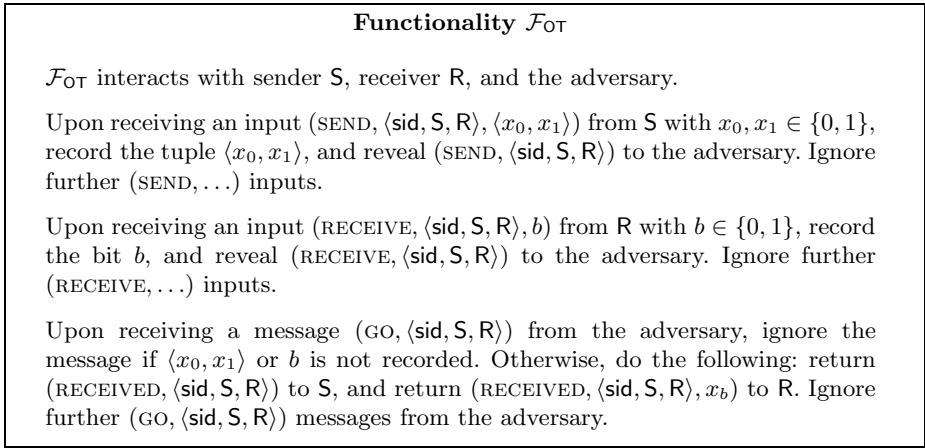 Functionality 𝓕_OT
𝓕_OT interacts with sender S, receiver R, and the adversary.
Upon receiving an input (SEND, ⟨sid, S, R⟩, ⟨x₀, x₁⟩) from S with x₀, x₁ ∈ {0, 1},
record the tuple ⟨x₀, x₁⟩, and reveal (SEND, ⟨sid, S, R⟩) to the adversary. Ignore
further (SEND, . . .) inputs.
Upon receiving an input (RECEIVE, ⟨sid, S, R⟩, b) from R with b ∈ {0, 1}, record
the bit b, and reveal (RECEIVE, ⟨sid, S, R⟩) to the adversary. Ignore further
(RECEIVE, . . .) inputs.
Upon receiving a message (GO, ⟨sid, S, R⟩) from the adversary, ignore the
message if ⟨x₀, x₁⟩ or b is not recorded. Otherwise, do the following: return
(RECEIVED, ⟨sid, S, R⟩) to S, and return (RECEIVED, ⟨sid, S, R⟩, x_b) to R. Ignore
further (GO, ⟨sid, S, R⟩) messages from the adversary.